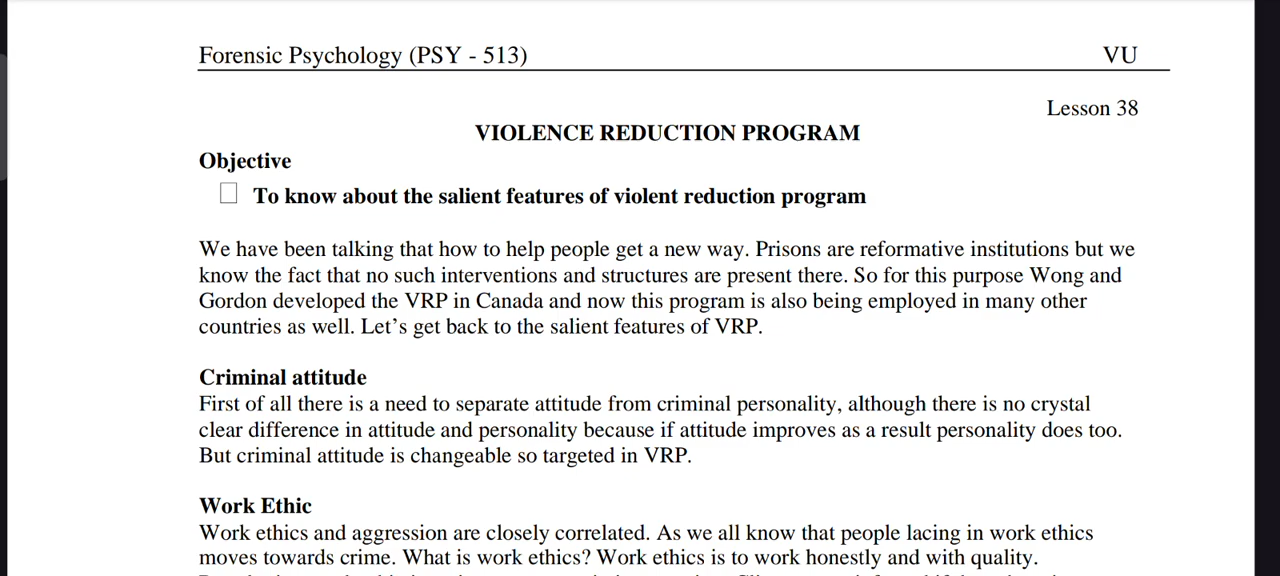 Forensic Psychology (PSY - 513) VU
Lesson 38
VIOLENCE REDUCTION PROGRAM
Objective
To know about the salient features of violent reduction program
We have been talking that how to help people get a new way. Prisons are reformative institutions but we
know the fact that no such interventions and structures are present there. So for this purpose Wong and
Gordon developed the VRP in Canada and now this program is also being employed in many other
countries as well. Let’s get back to the salient features of VRP.
Criminal attitude
First of all there is a need to separate attitude from criminal personality, although there is no crystal
clear difference in attitude and personality because if attitude improves as a result personality does too.
But criminal attitude is changeable so targeted in VRP.
Work Ethic
Work ethics and aggression are closely correlated. As we all know that people lacing in work ethics
moves towards crime. What is work ethics? Work ethics is to work honestly and with quality.